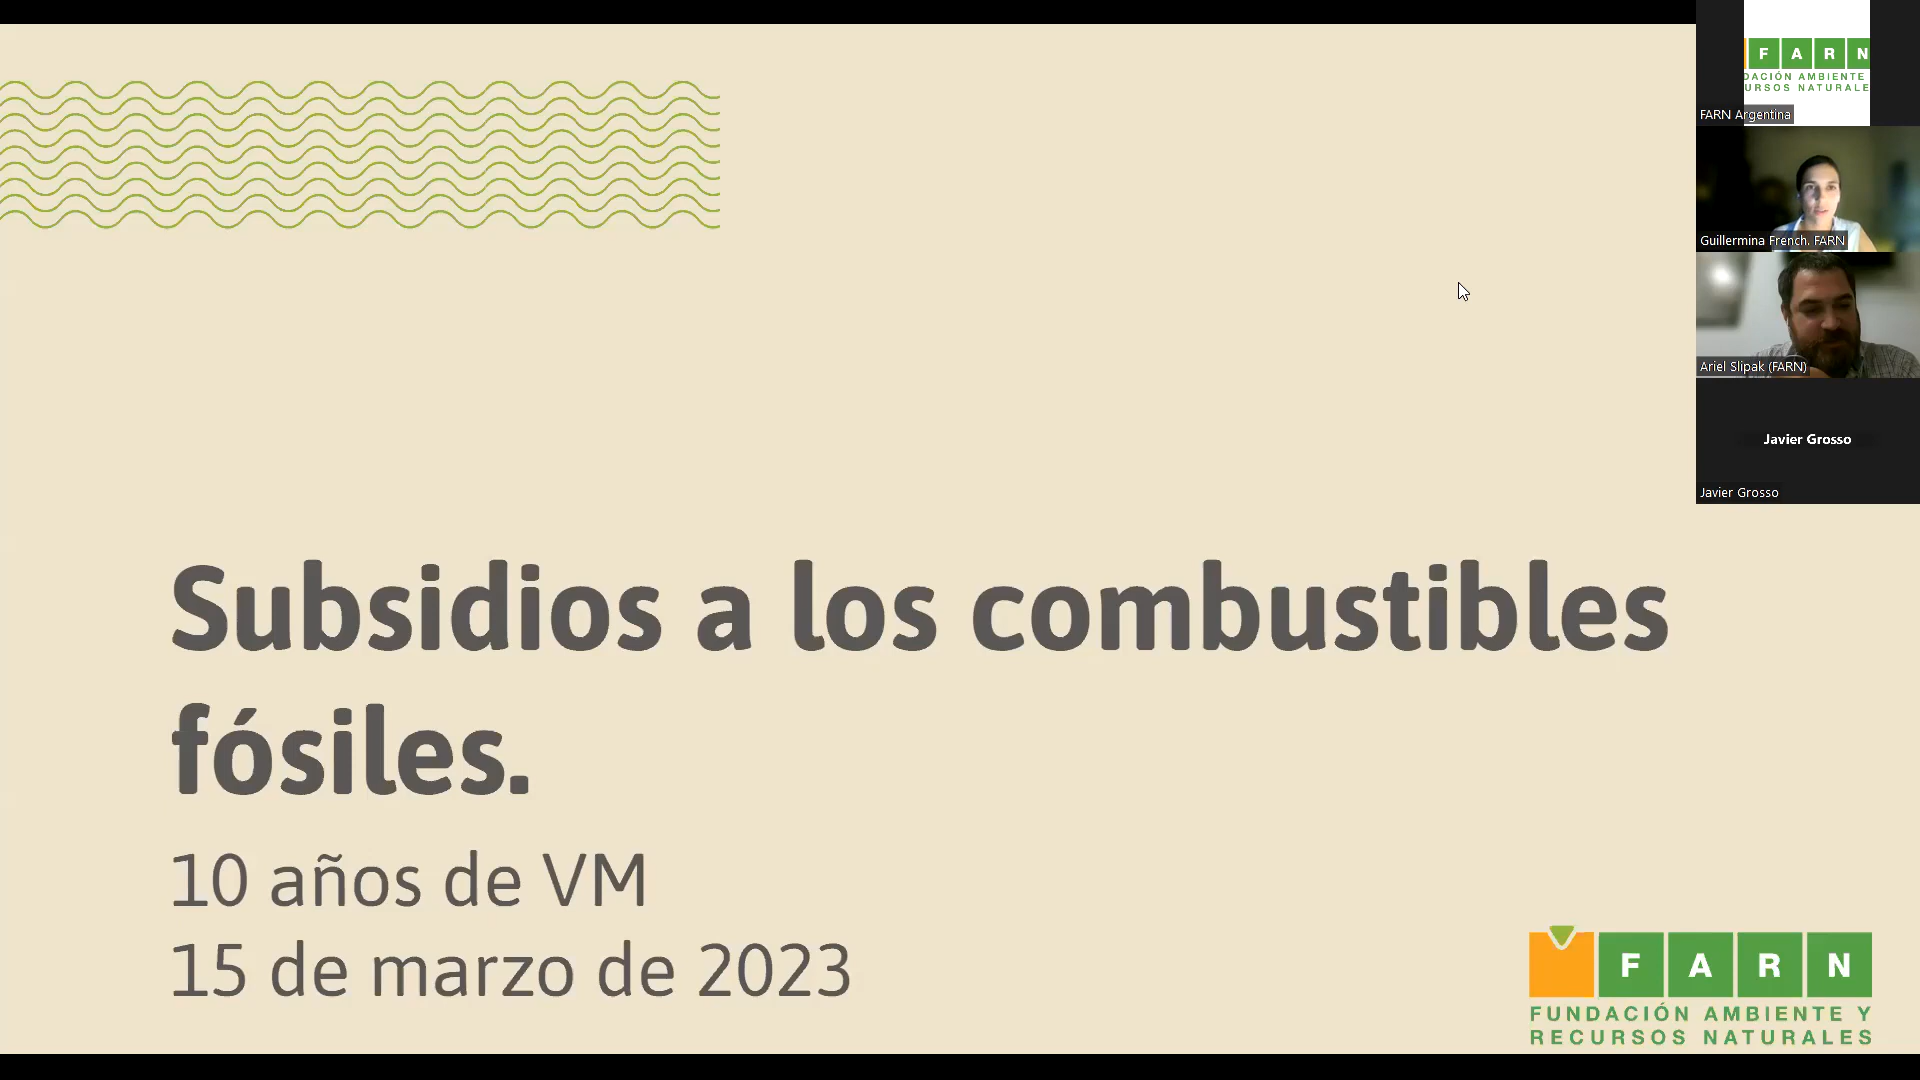 Subsidios a los combustibles
fósiles.
10 años de VM
15 de marzo de 2023
F A R N
FUNDACIÓN AMBIENTE Y
RECURSOS NATURALES
F A R N
DACIÓN AMBIENTE
URSOS NATURALE
FARN Argentina
Guillermina French. FARN
Ariel Slipak (FARN)
Javier Grosso
Javier Grosso